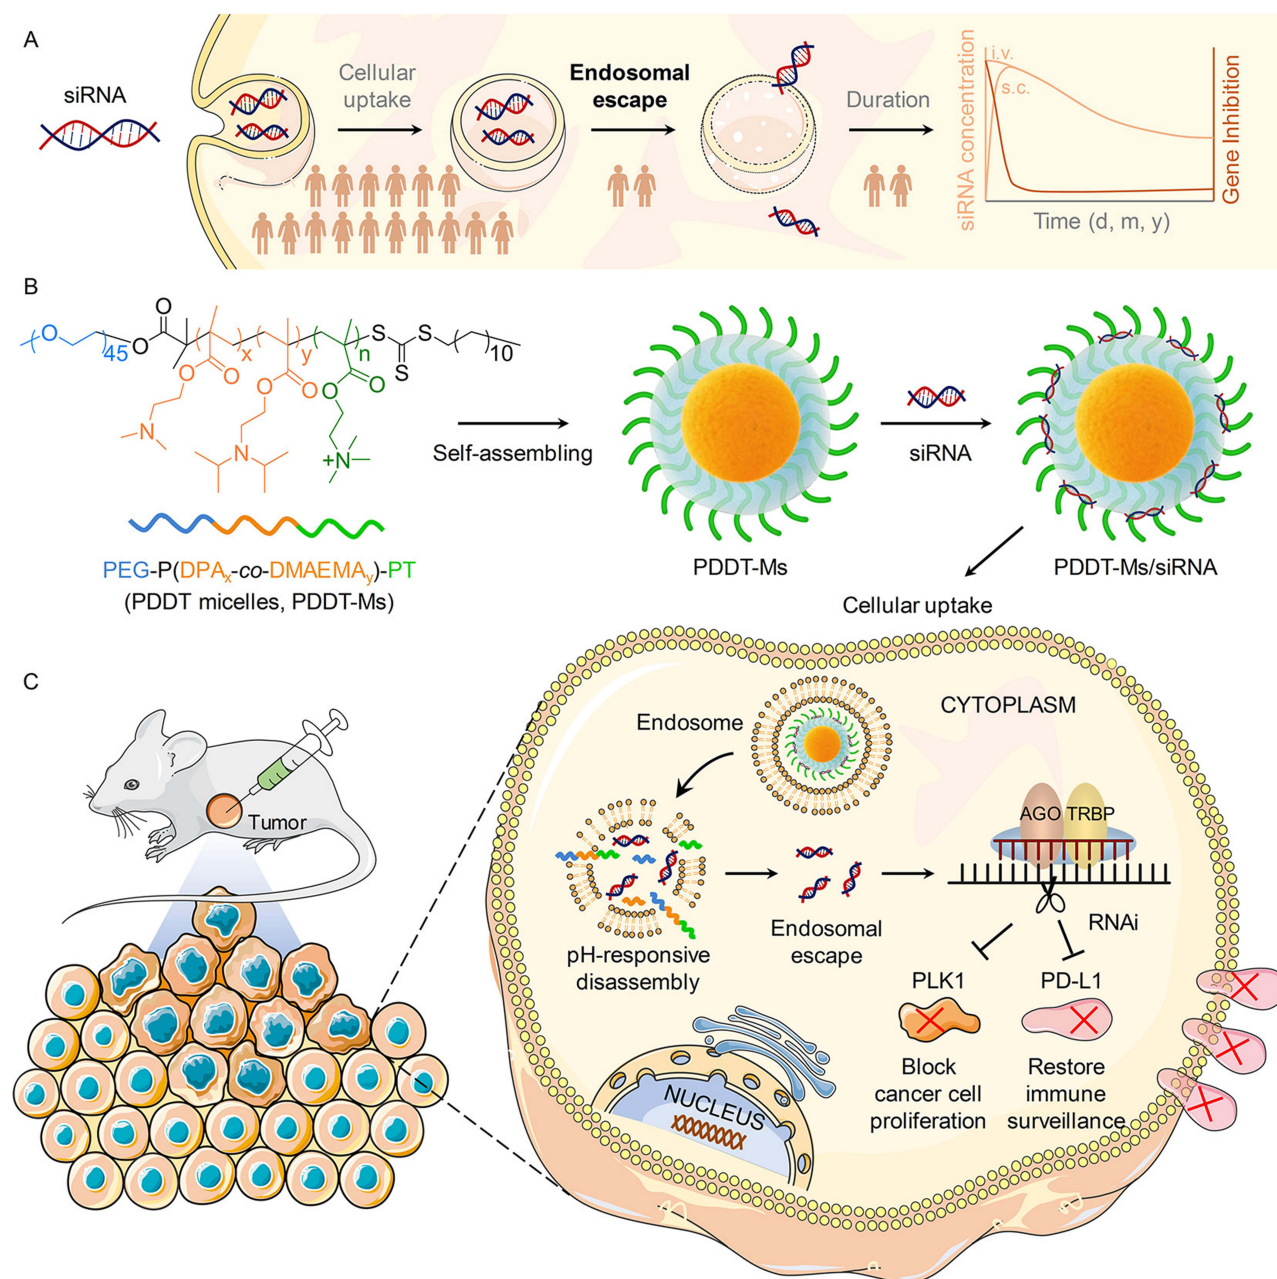 A
siRNA
Cellular
uptake
Endosomal
escape
Duration
siRNA concentration
i.v.
s.c.
Gene Inhibition
Time (d, m, y)
B
O
45
O
O
x
y
n
S
S
S
10
O
O
O
O
O
O
N
N
+N
Self-assembling
siRNA
PEG-P(DPAx-co-DMAEMAy)-PT
(PDDT micelles, PDDT-Ms)
PDDT-Ms
PDDT-Ms/siRNA
Cellular uptake
C
Tumor
CYTOPLASM
Endosome
AGO
TRBP
RNAi
pH-responsive
disassembly
Endosomal
escape
PLK1
PD-L1
Block
cancer cell
proliferation
Restore
immune
surveillance
NUCLEUS